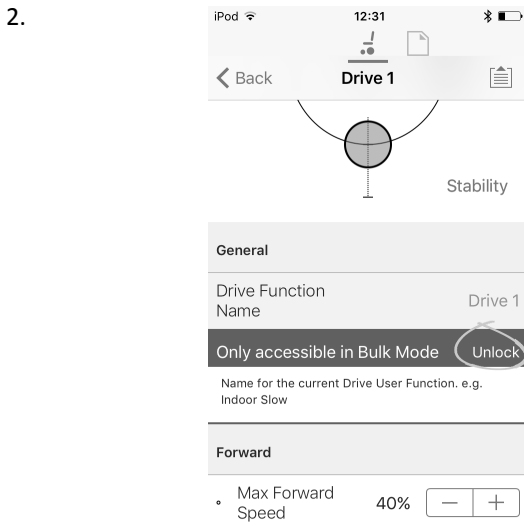 2.
iPod 12:31
Back Drive 1
Stability
General
Drive Function
Name
Drive 1
Only accessible in Bulk Mode Unlock
Name for the current Drive User Function. e.g.
Indoor Slow
Forward
Max Forward
Speed
40% − +